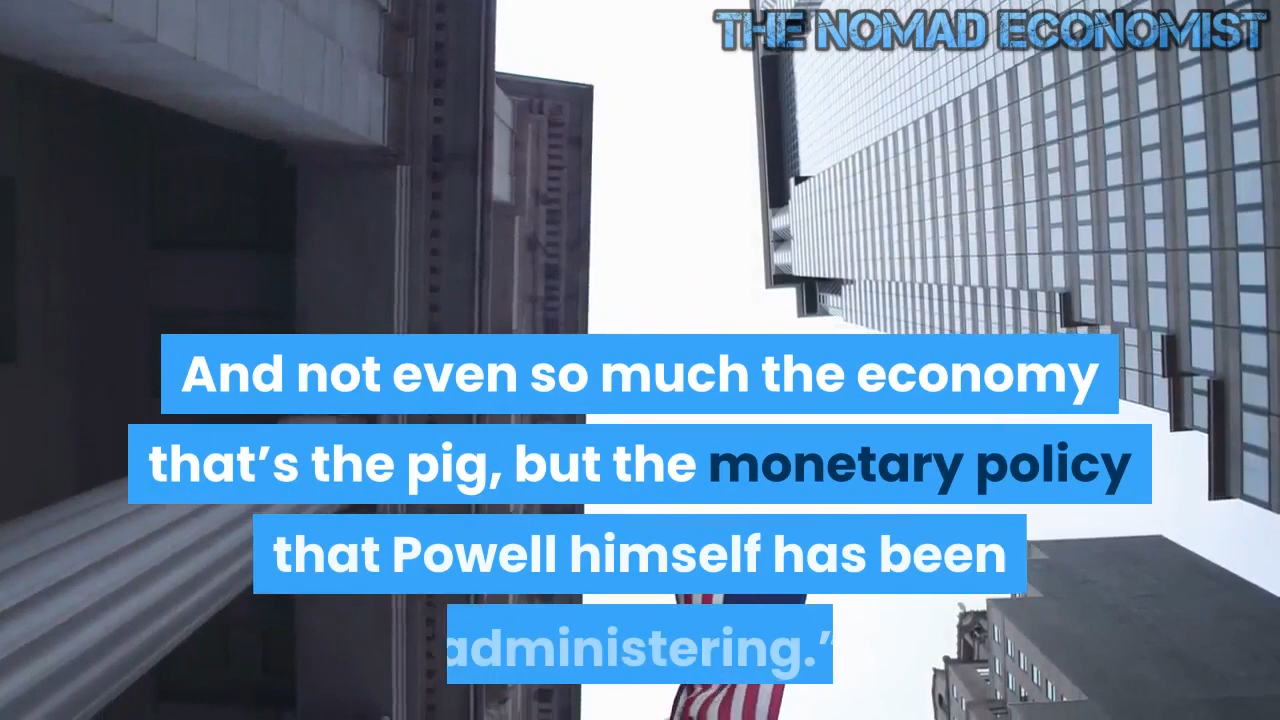 THE NOMAD ECONOMIST
And not even so much the economy
that’s the pig, but the monetary policy
that Powell himself has been
administering.”